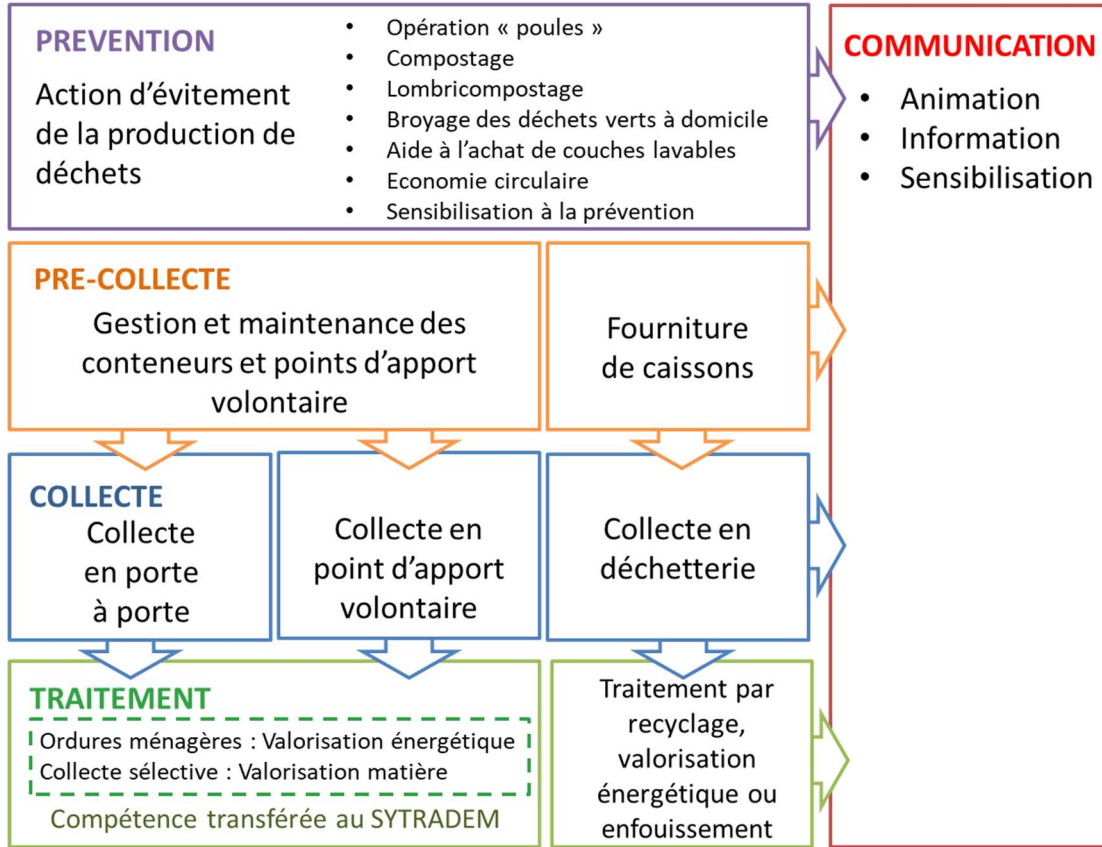 PREVENTION
Action d'évitement
de la production de
déchets
• Opération « poules »
• Compostage
• Lombricompostage
• Broyage des déchets verts à domicile
• Aide à l'achat de couches lavables
• Economie circulaire
• Sensibilisation à la prévention
COMMUNICATION
• Animation
• Information
• Sensibilisation
PRE-COLLECTE
Gestion et maintenance des
conteneurs et points d'apport
volontaire
Fourniture
de caissons
COLLECTE
Collecte
en porte
à porte
Collecte en
point d'apport
volontaire
Collecte en
déchetterie
TRAITEMENT
Ordures ménagères : Valorisation énergétique
Collecte sélective : Valorisation matière
Compétence transférée au SYTRADEM
Traitement par
recyclage,
valorisation
énergétique ou
enfouissement